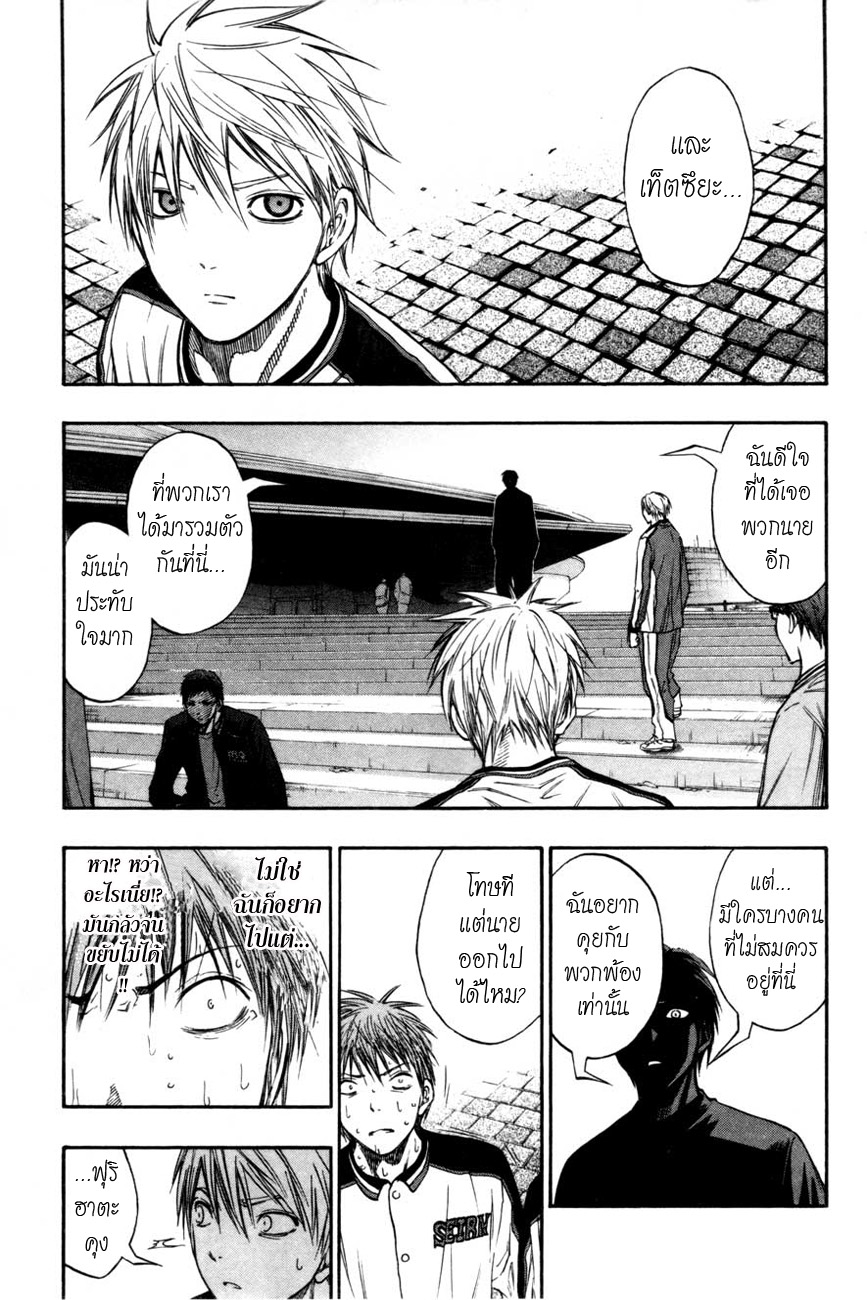 และ
เท็ตซึยะ...
ฉันดีใจ
ที่ได้เจอ
พวกนาย
อีก
ที่พวกเรา
ได้มารวมตัว
กันที่นี่...
มันน่า
ประทับ
ใจมาก
แต่...
มีใครบางคน
ที่ไม่สมควร
อยู่ที่นี่
ฉันอยาก
คุยกับ
พวกพ้อง
เท่านั้น
โทษที
แต่นาย
ออกไป
ได้ไหม?
SEIRN
ไม่ใช่
ฉันก็อยาก
ไปแต่...
หา!? หว่า
อะไรเนี่ย!?
มันกลัวจน
ขยับไม่ได้
!!
...ฟุริ
ฮาตะ
คุง